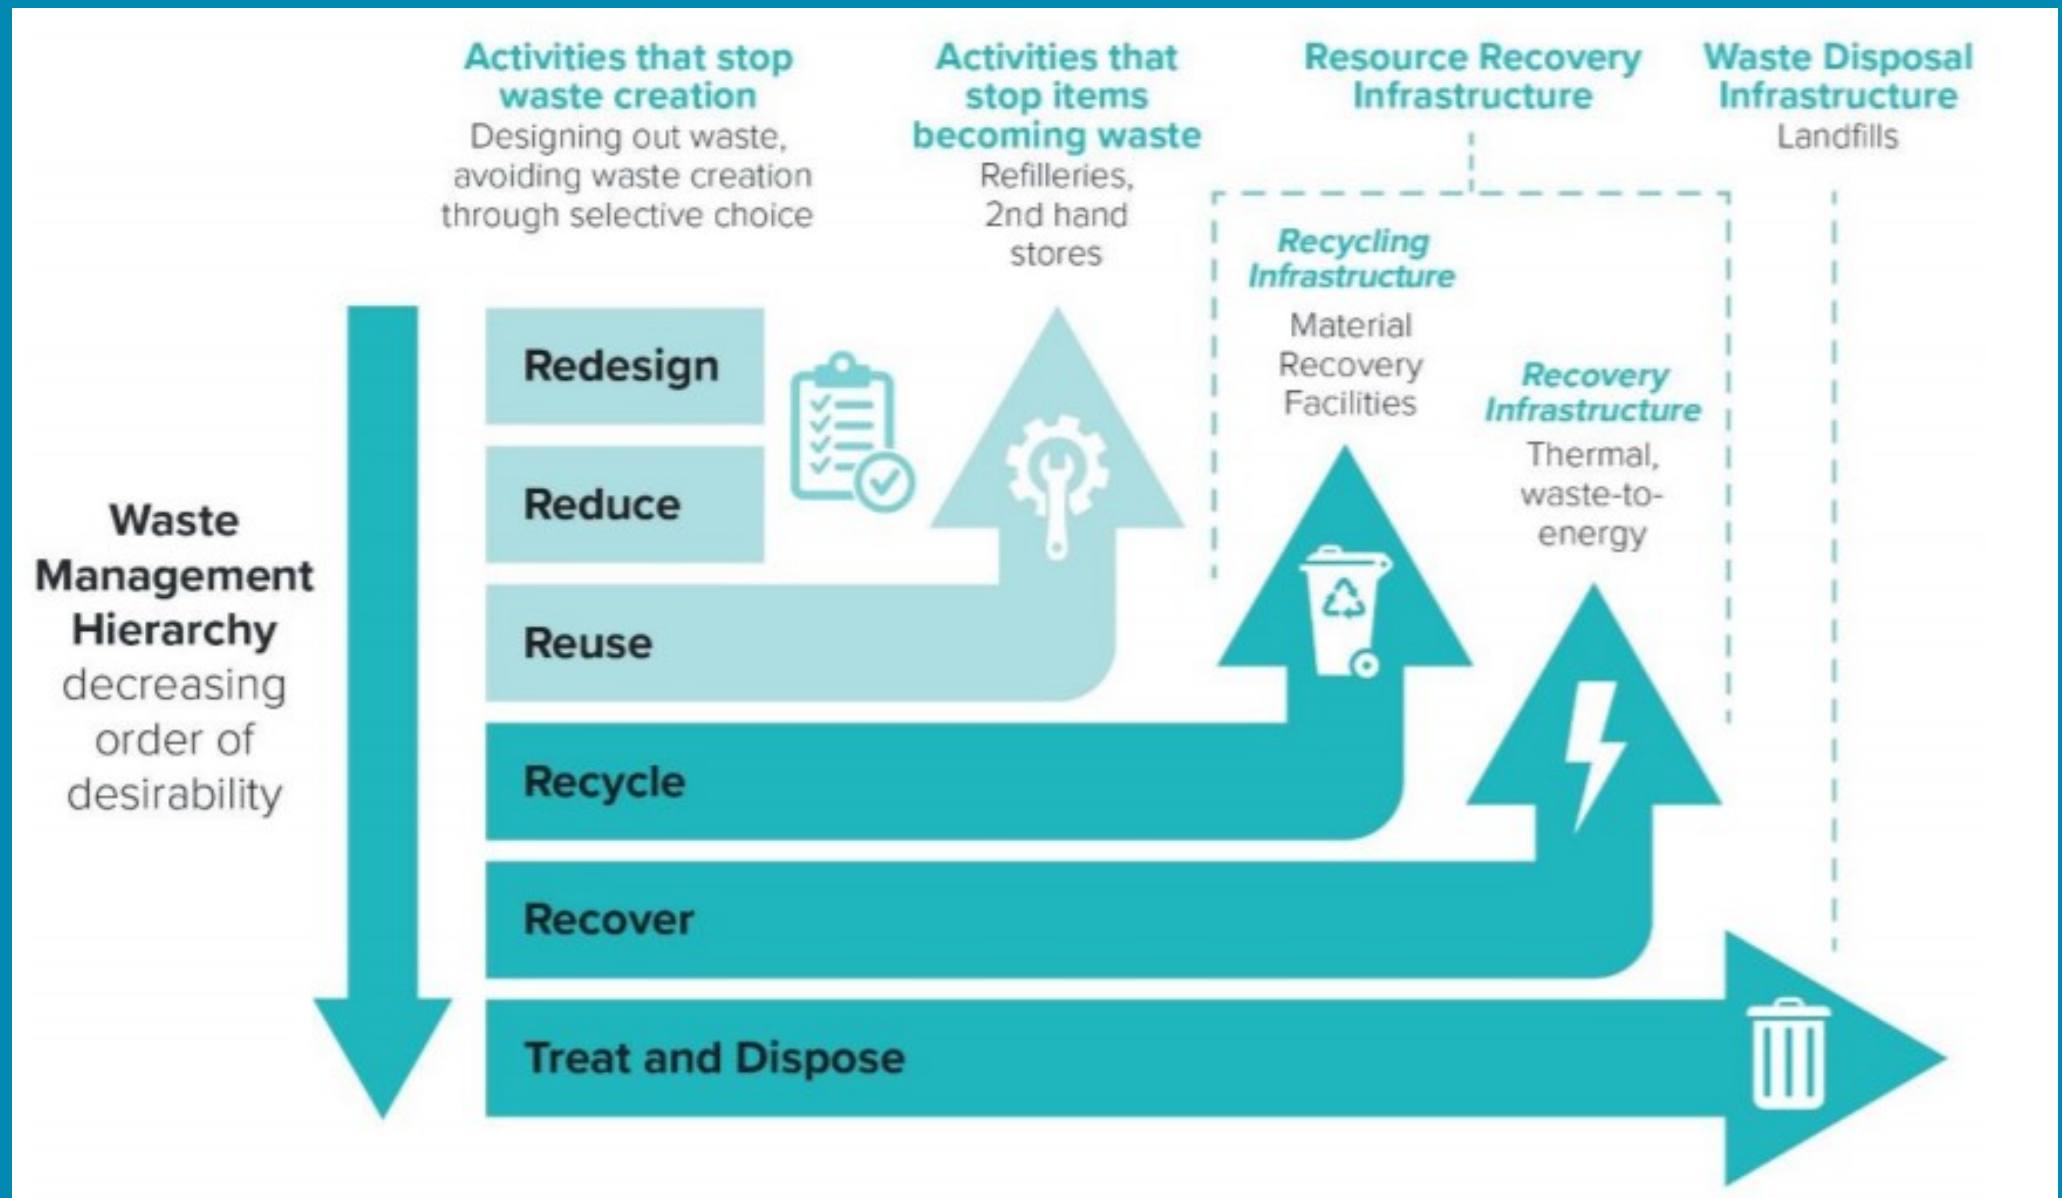 Activities that stop
waste creation
Designing out waste,
avoiding waste creation
through selective choice
Activities that
stop items
becoming waste
Refilleries,
2nd hand
stores
Resource Recovery
Infrastructure
Waste Disposal
Infrastructure
Landfills
Recycling
Infrastructure
Material
Recovery
Facilities
Recovery
Infrastructure
Thermal,
waste-to-
energy
Waste
Management
Hierarchy
decreasing
order of
desirability
Redesign
Reduce
Reuse
Recycle
Recover
Treat and Dispose